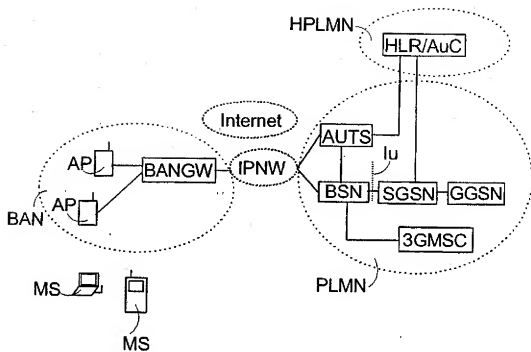 HPLMN
HLR/AuC
Internet
AUTS
Iu
AP
BANGW
IPNW
BSN
SGSN
GGSN
AP
BAN
3GMSC
MS
PLMN
MS